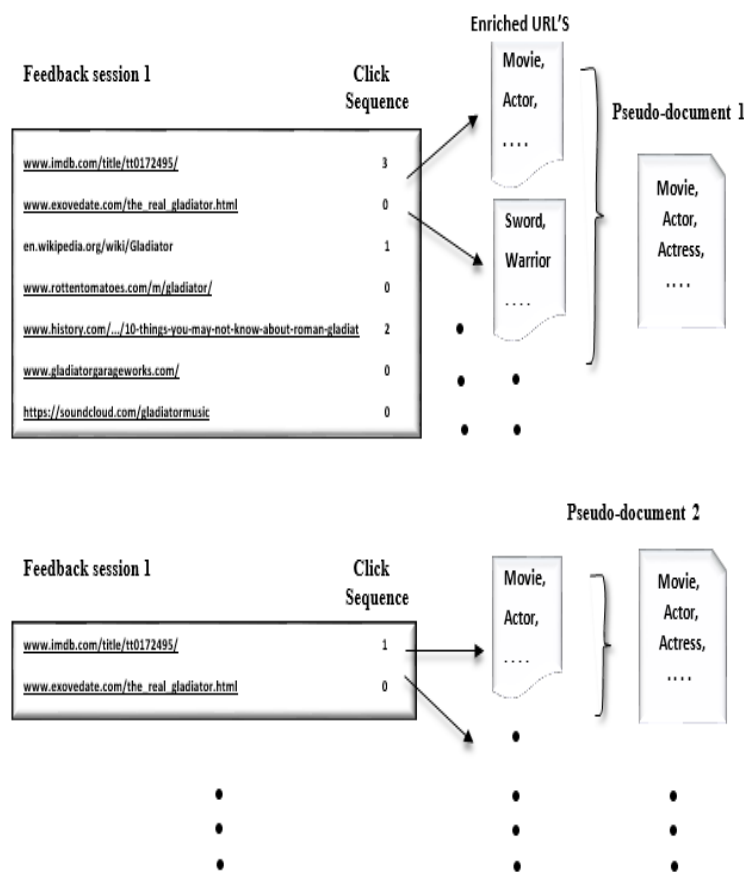 Enriched URL'S
Feedback session 1
Click
Sequence
Pseudo-document 1
www.imdb.com/title/tt0172495/ 3
www.exovedate.com/the_real_gladiator.html 0
en.wikipedia.org/wiki/Gladiator 1
www.rottentomatoes.com/m/gladiator/ 0
www.history.com/.../10-things-you-may-not-know-about-roman-gladiat 2
www.gladiatorgarageworks.com/ 0
https://soundcloud.com/gladiatormusic 0
Movie,
Actor,
....
Sword,
Warrior
....
Movie,
Actor,
Actress,
....
Pseudo-document 2
Feedback session 1
Click
Sequence
www.imdb.com/title/tt0172495/ 1
www.exovedate.com/the_real_gladiator.html 0
Movie,
Actor,
....
Movie,
Actor,
Actress,
....